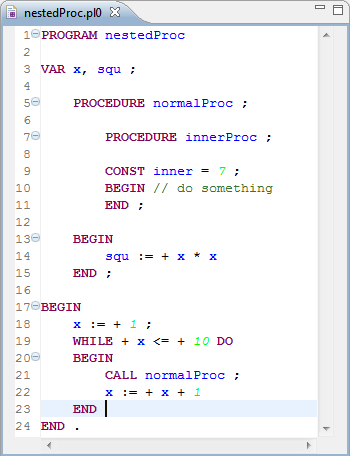 nestedProc.pl0
1 PROGRAM nestedProc
2
3 VAR x, squ ;
4
5     PROCEDURE normalProc ;
6
7         PROCEDURE innerProc ;
8
9         CONST inner = 7 ;
10         BEGIN // do something
11         END ;
12
13     BEGIN
14         squ := + x * x
15     END ;
16
17 BEGIN
18     x := + 1 ;
19     WHILE + x <= + 10 DO
20     BEGIN
21         CALL normalProc ;
22         x := + x + 1
23     END
24 END .